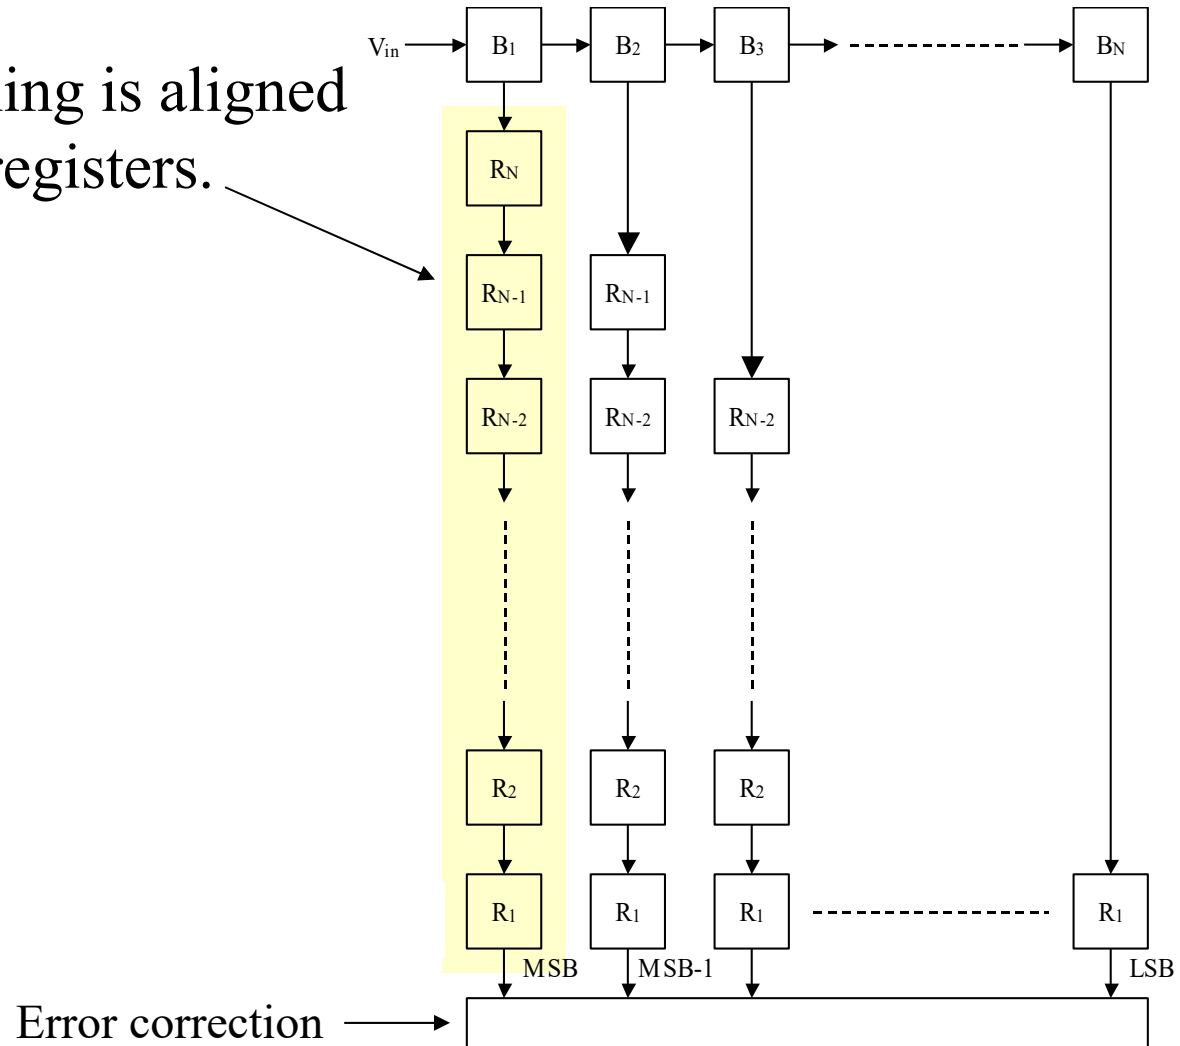 Vin B1 B2 B3 BN
ing is aligned
registers.
RN
RN-1 RN-1
RN-2 RN-2 RN-2
R2 R2 R2
R1 R1 R1 R1
MSB MSB-1 LSB
Error correction